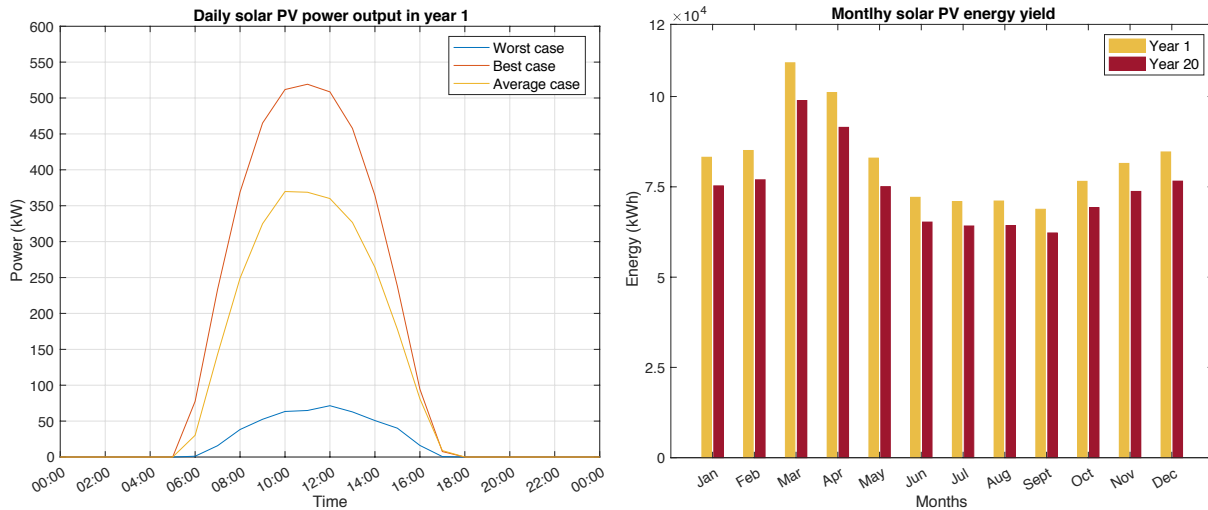 Daily solar PV power output in year 1
600
550
500
450
400
350
300
250
200
150
100
50
0
Power (kW)
Worst case
Best case
Average case
00:00
02:00
04:00
06:00
08:00
10:00
12:00
14:00
16:00
18:00
20:00
22:00
00:00
Time
Montlhy solar PV energy yield
×10⁴
12
10
7.5
5
2.5
0
Energy (kWh)
Year 1
Year 20
Jan
Feb
Mar
Apr
May
Jun
Jul
Aug
Sept
Oct
Nov
Dec
Months